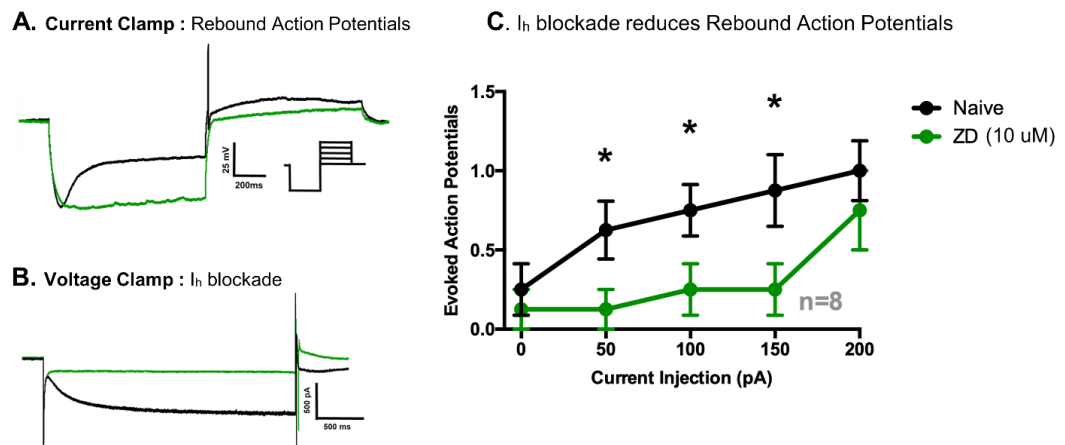 A. Current Clamp : Rebound Action Potentials
25 mV
200ms
B. Voltage Clamp : Ih blockade
500 pA
500 ms
C. Ih blockade reduces Rebound Action Potentials
Evoked Action Potentials
1.5
1.0
0.5
0.0
* * *
n=8
0 50 100 150 200
Current Injection (pA)
Naive
ZD (10 uM)